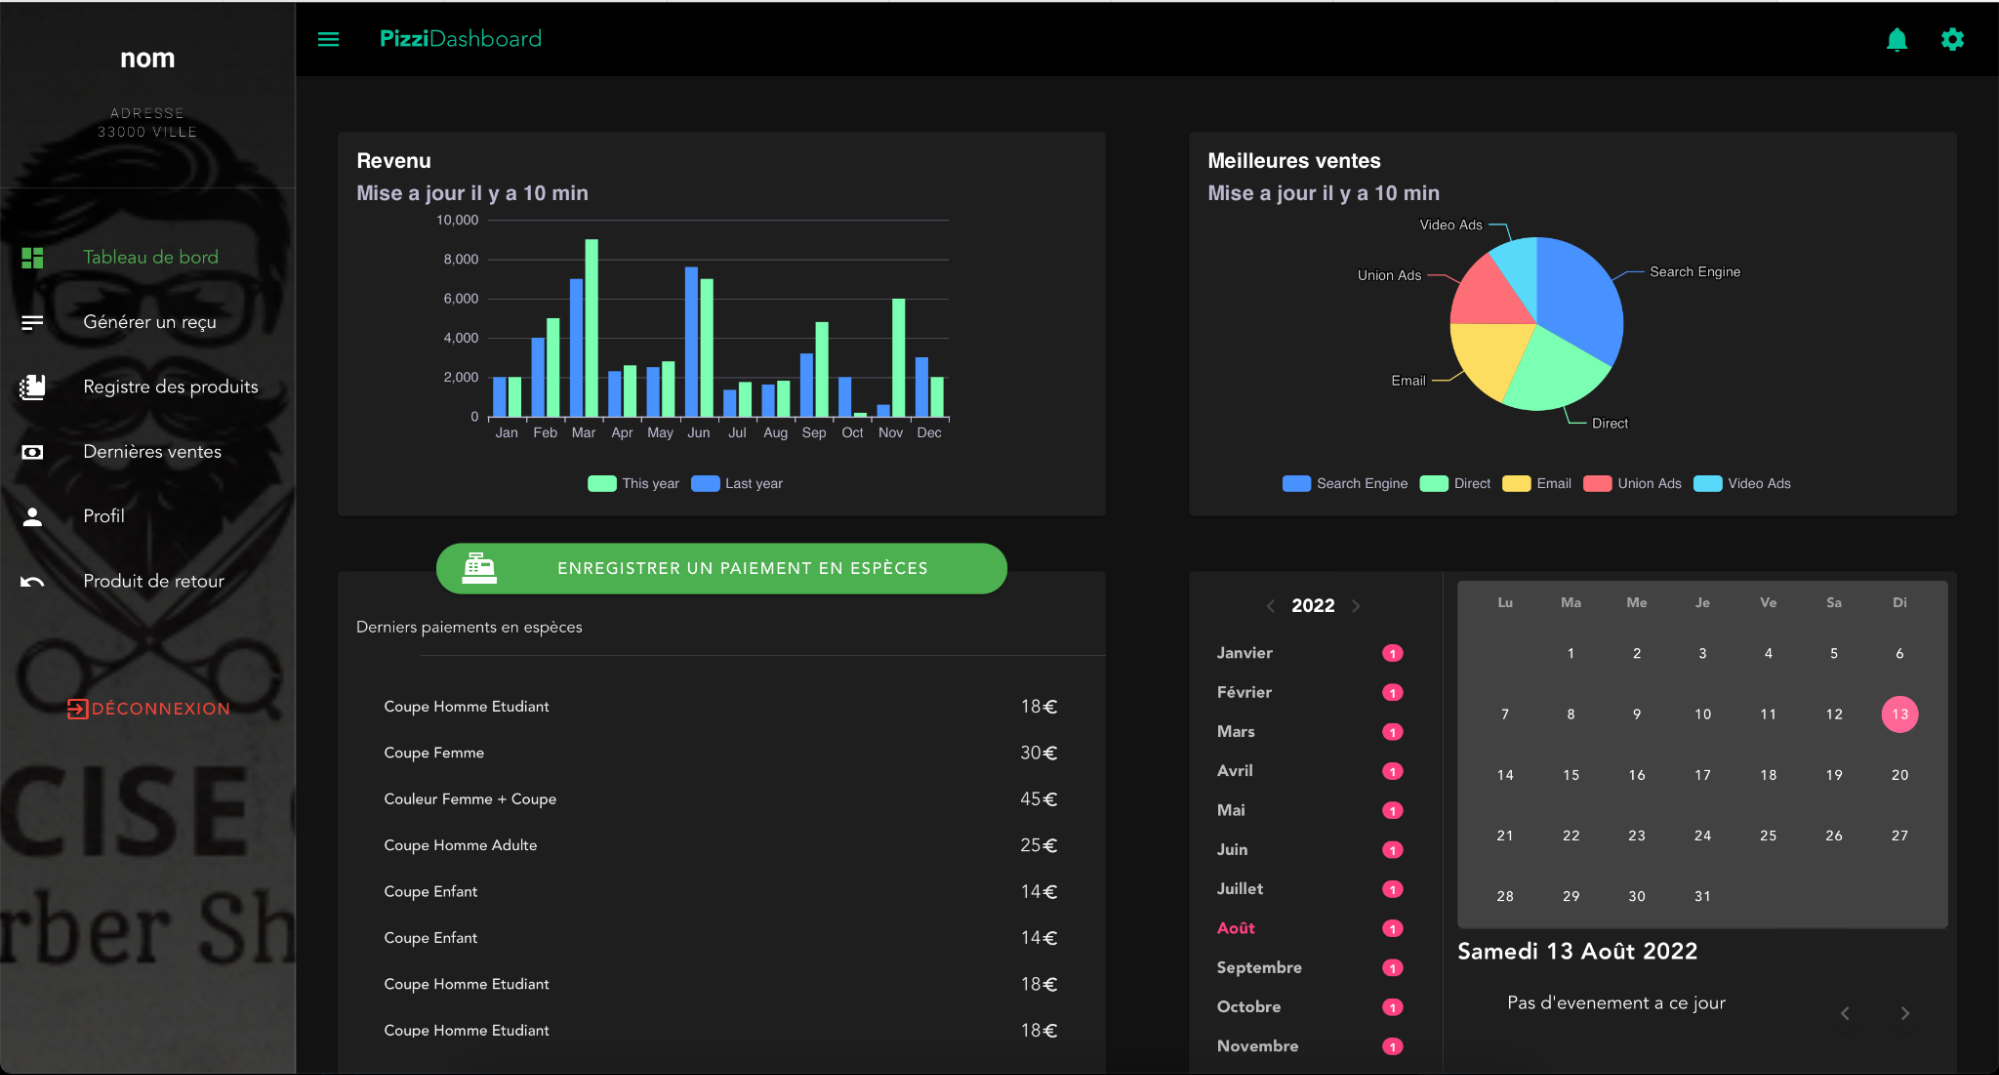 nom
ADRESSE
33000 VILLE
Tableau de bord
Générer un reçu
Registre des produits
Dernières ventes
Profil
Produit de retour
DÉCONNEXION
CISE
rber Sh
PizziDashboard
Revenu
Mise a jour il y a 10 min
10,000
8,000
6,000
4,000
2,000
0
Jan Feb Mar Apr May Jun Jul Aug Sep Oct Nov Dec
This year Last year
Meilleures ventes
Mise a jour il y a 10 min
Video Ads
Union Ads
Search Engine
Email
Direct
Search Engine Direct Email Union Ads Video Ads
ENREGISTRER UN PAIEMENT EN ESPÈCES
Derniers paiements en espèces
Coupe Homme Etudiant 18€
Coupe Femme 30€
Couleur Femme + Coupe 45€
Coupe Homme Adulte 25€
Coupe Enfant 14€
Coupe Enfant 14€
Coupe Homme Etudiant 18€
Coupe Homme Etudiant 18€
2022
Janvier 1
Février 1
Mars 1
Avril 1
Mai 1
Juin 1
Juillet 1
Août 1
Septembre 1
Octobre 1
Novembre 1
Lu Ma Me Je Ve Sa Di
1 2 3 4 5 6
7 8 9 10 11 12 13
14 15 16 17 18 19 20
21 22 23 24 25 26 27
28 29 30 31
Samedi 13 Août 2022
Pas d'evenement a ce jour